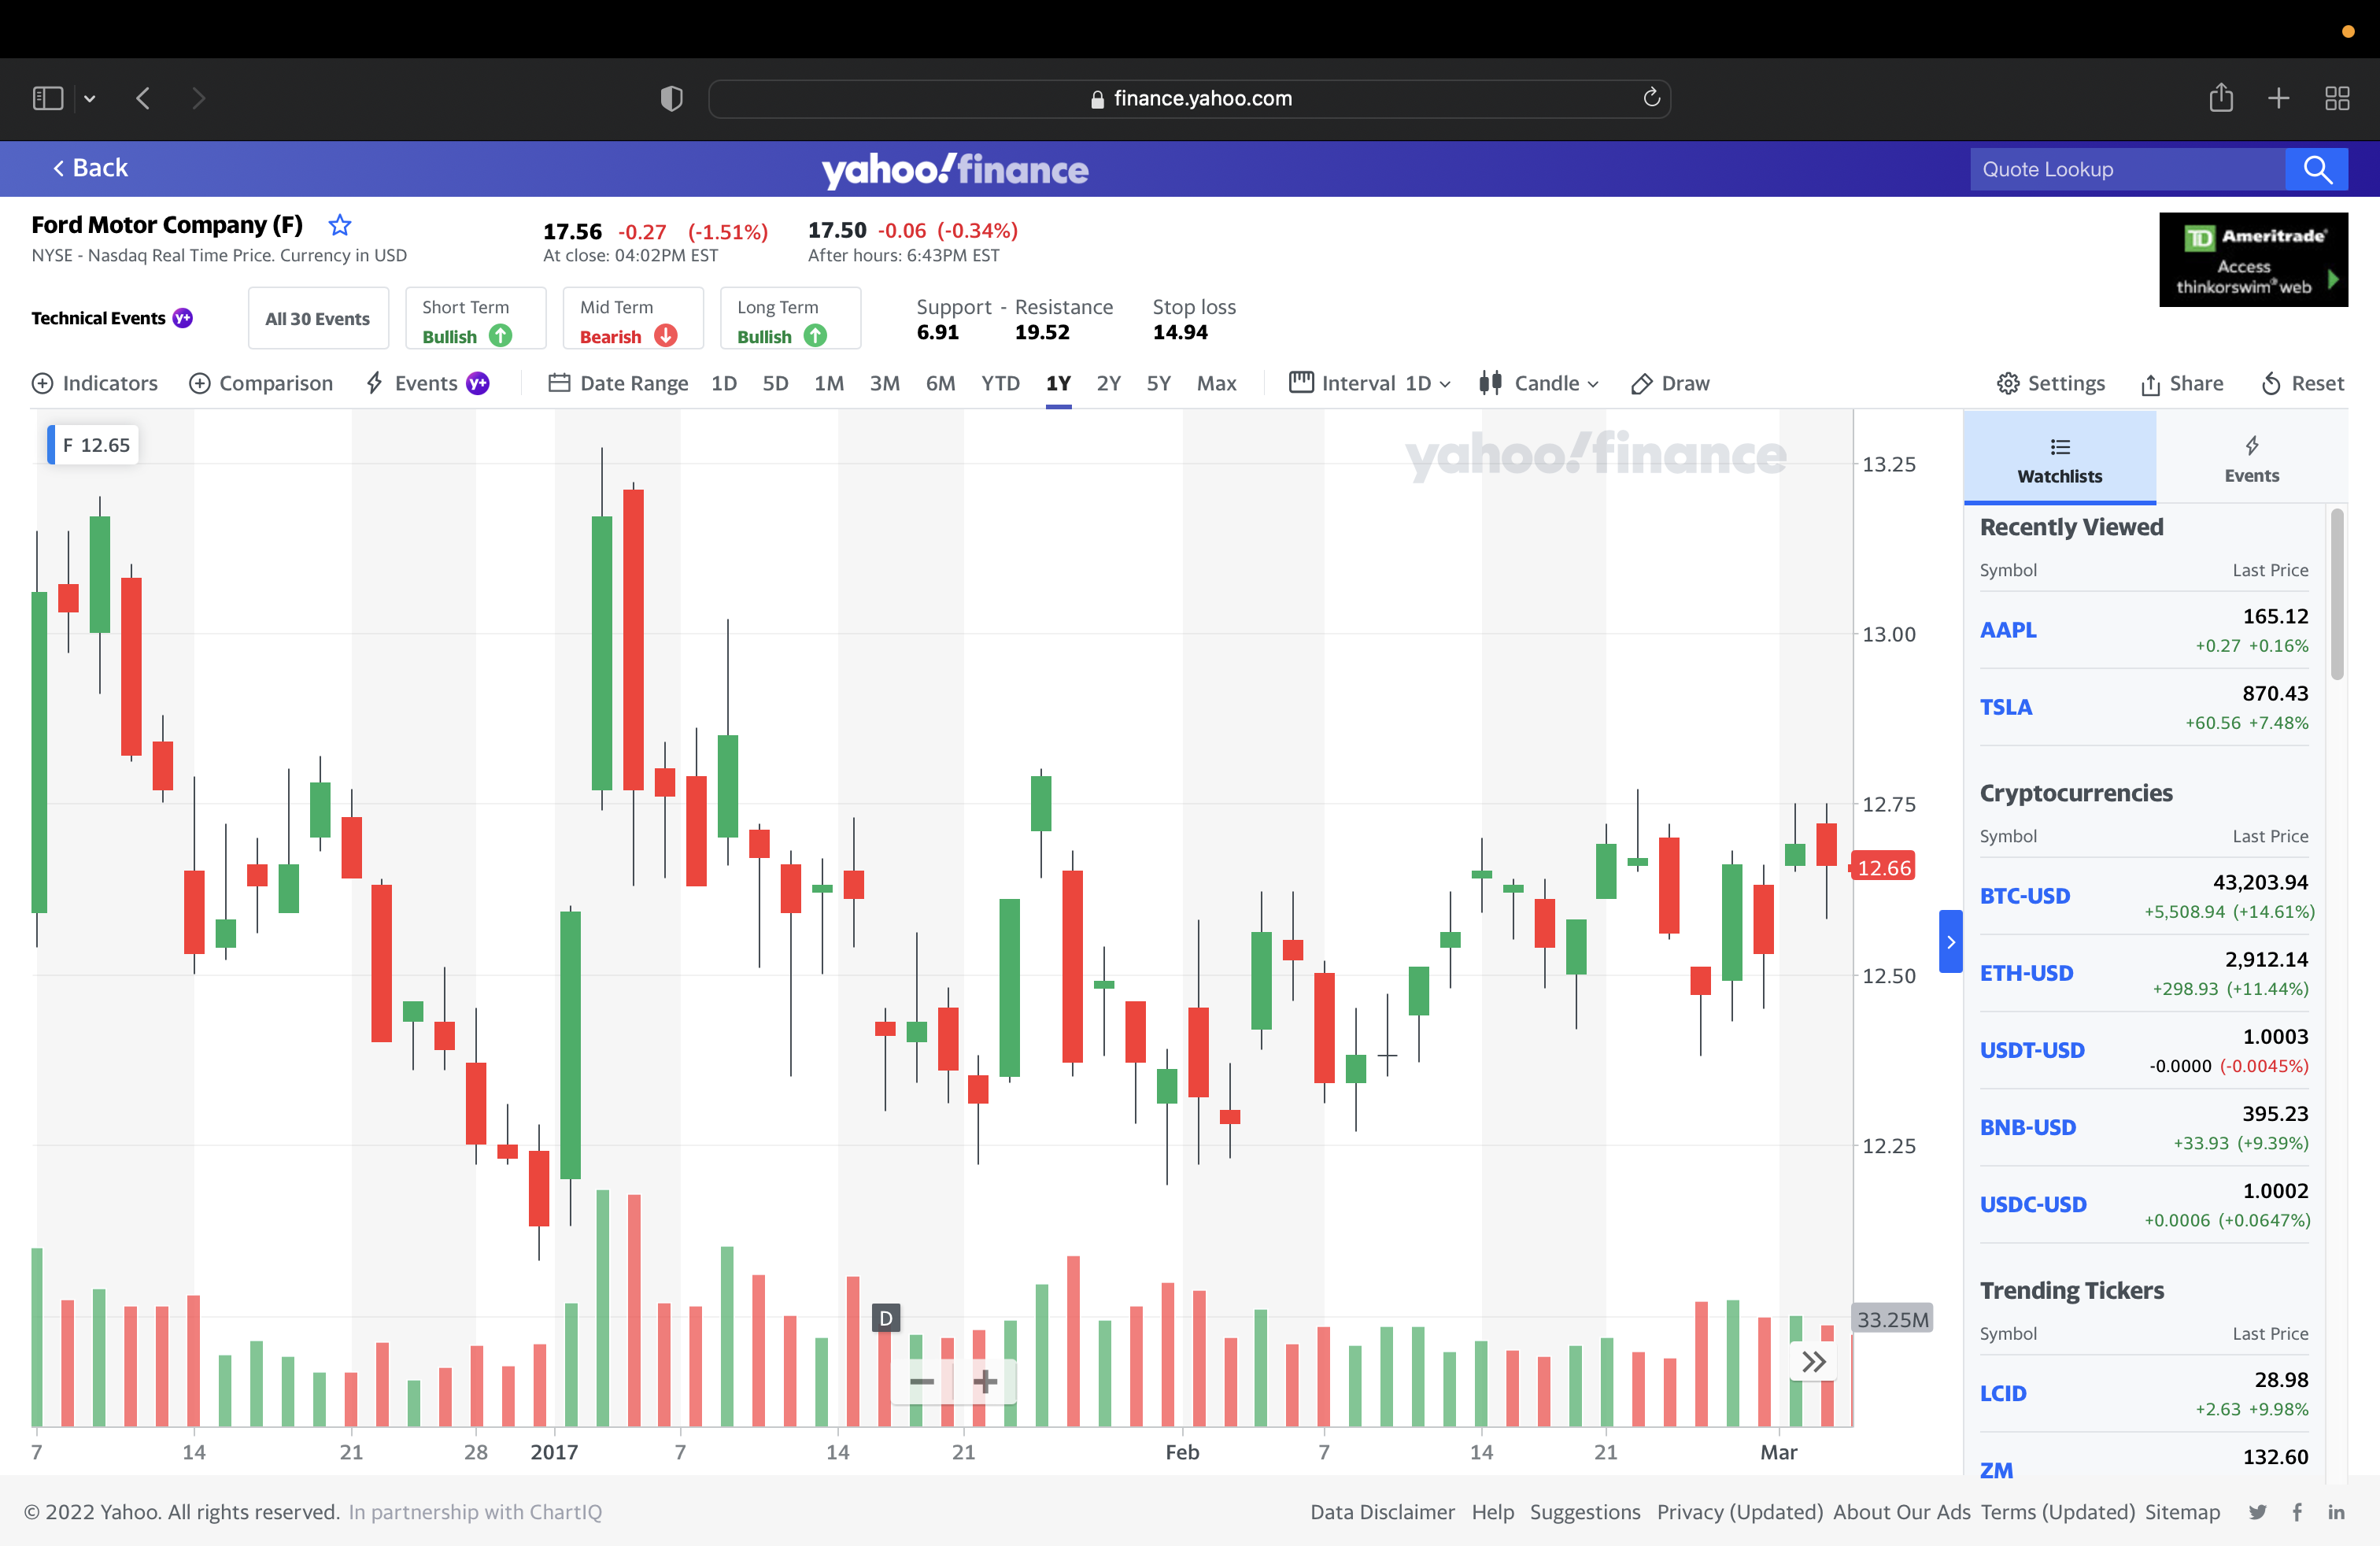 finance.yahoo.com
Back
yahoo!finance
Quote Lookup
Ford Motor Company (F)
NYSE - Nasdaq Real Time Price. Currency in USD
17.56 -0.27 (-1.51%)
At close: 04:02PM EST
17.50 -0.06 (-0.34%)
After hours: 6:43PM EST
TD Ameritrade
Access
thinkorswim® web
Technical Events Y+
All 30 Events
Short Term
Bullish
Mid Term
Bearish
Long Term
Bullish
Support - Resistance
6.91 19.52
Stop loss
14.94
Indicators Comparison Events Y+ Date Range 1D 5D 1M 3M 6M YTD 1Y 2Y 5Y Max Interval 1D Candle Draw Settings Share Reset
F 12.65
yahoo!finance
13.25
13.00
12.75
12.66
12.50
12.25
33.25M
D
7 14 21 28 2017 7 14 21 Feb 7 14 21 Mar
Watchlists
Events
Recently Viewed
Symbol Last Price
AAPL 165.12
+0.27 +0.16%
TSLA 870.43
+60.56 +7.48%
Cryptocurrencies
Symbol Last Price
BTC-USD 43,203.94
+5,508.94 (+14.61%)
ETH-USD 2,912.14
+298.93 (+11.44%)
USDT-USD 1.0003
-0.0000 (-0.0045%)
BNB-USD 395.23
+33.93 (+9.39%)
USDC-USD 1.0002
+0.0006 (+0.0647%)
Trending Tickers
Symbol Last Price
LCID 28.98
+2.63 +9.98%
ZM 132.60
© 2022 Yahoo. All rights reserved. In partnership with ChartIQ
Data Disclaimer Help Suggestions Privacy (Updated) About Our Ads Terms (Updated) Sitemap